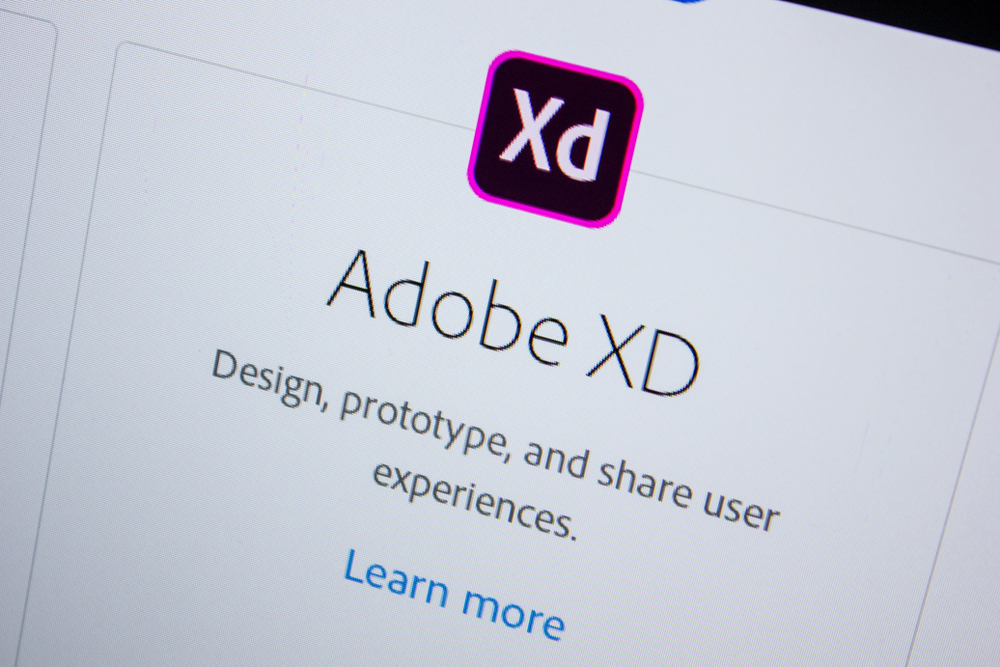 Xd
Adobe XD
Design, prototype, and share user
experiences.
Learn more